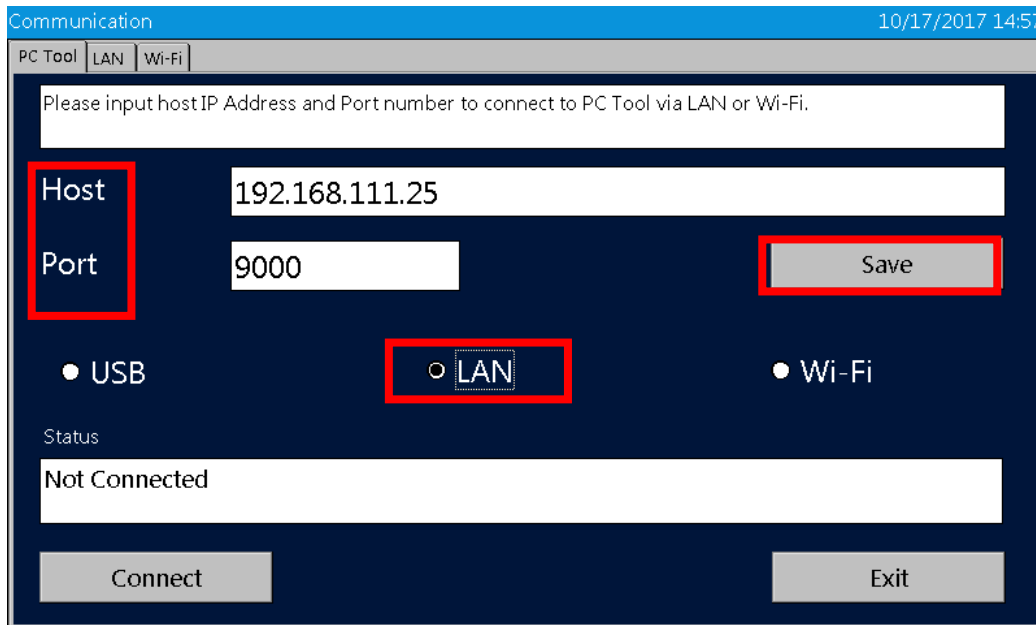 Communication 10/17/2017 14:57
PC Tool LAN Wi-Fi
Please input host IP Address and Port number to connect to PC Tool via LAN or Wi-Fi.
Host 192.168.111.25
Port 9000 Save
USB LAN Wi-Fi
Status
Not Connected
Connect Exit